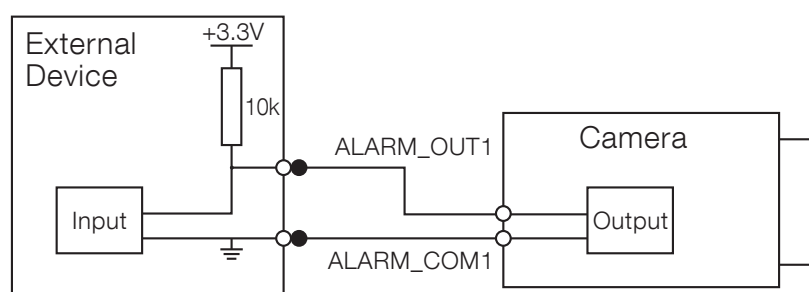 External
Device
+3.3V
10k
ALARM_OUT1
Camera
Input
Output
ALARM_COM1